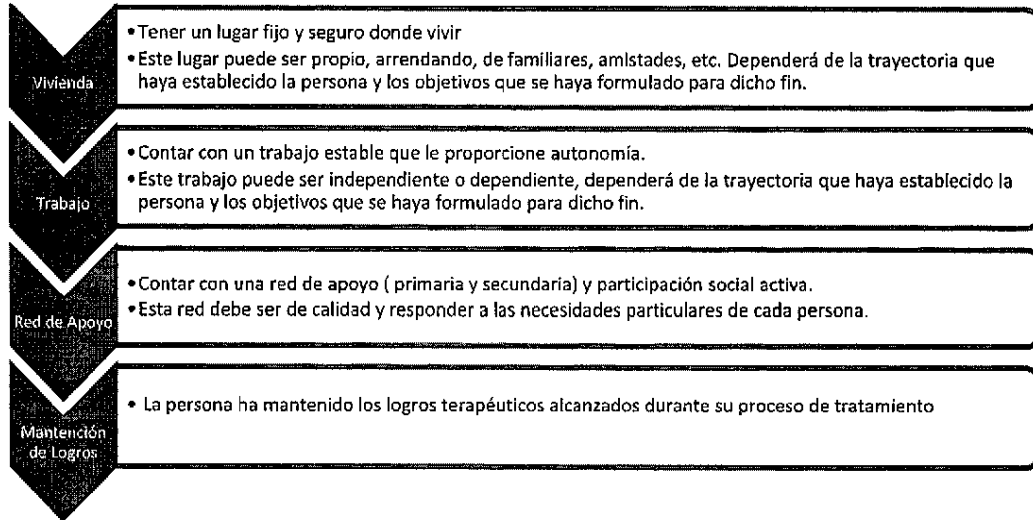 Vivienda
• Tener un lugar fijo y seguro donde vivir
• Este lugar puede ser propio, arrendando, de familiares, amistades, etc. Dependerá de la trayectoria que
haya establecido la persona y los objetivos que se haya formulado para dicho fin.
Trabajo
• Contar con un trabajo estable que le proporcione autonomía.
• Este trabajo puede ser independiente o dependiente, dependerá de la trayectoria que haya establecido la
persona y los objetivos que se haya formulado para dicho fin.
Red de Apoyo
• Contar con una red de apoyo ( primaria y secundaria) y participación social activa.
• Esta red debe ser de calidad y responder a las necesidades particulares de cada persona.
Mantención
de Logros
• La persona ha mantenido los logros terapéuticos alcanzados durante su proceso de tratamiento